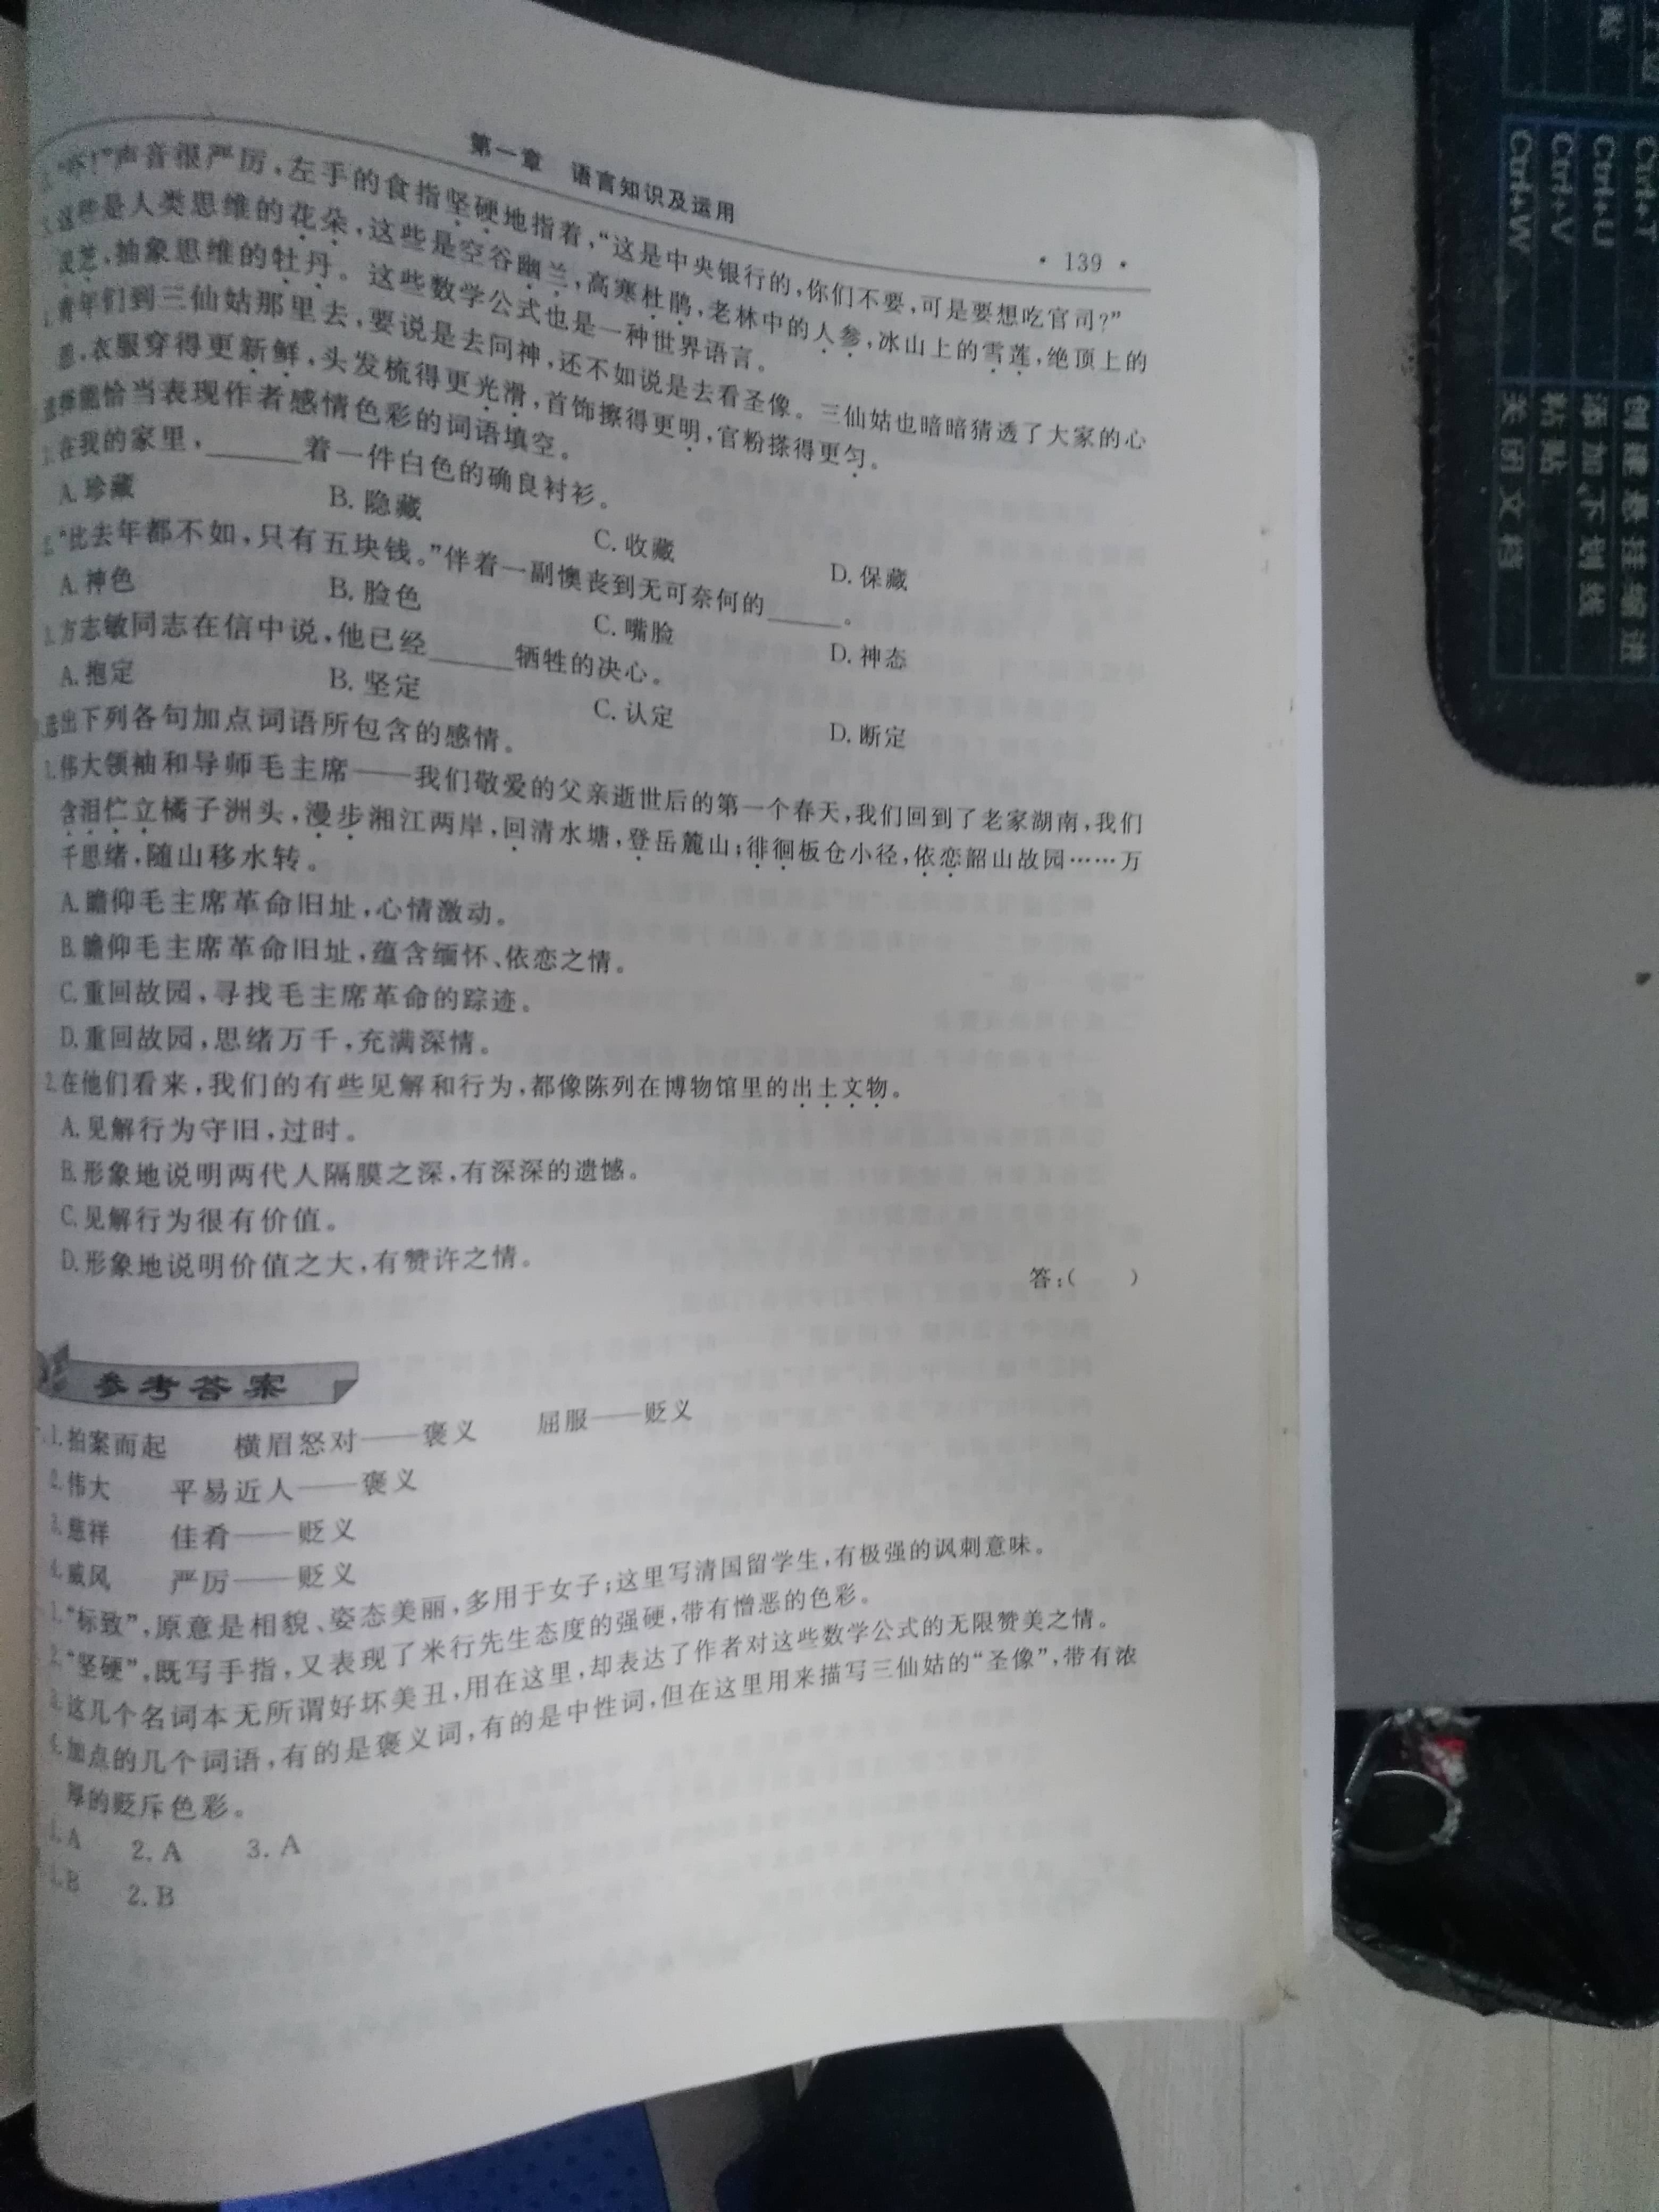 第一章 语言知识及运用
· 139 ·
“吓！”声音很严厉，左手的食指坚硬地指着，“这是中央银行的，你们不要，可是要想吃官司？”
这些是人类思维的花朵，这些是空谷幽兰，高寒杜鹃，老林中的人参，冰山上的雪莲，绝顶上的
灵芝，抽象思维的牡丹。这些数学公式也是一种世界语言。
青年们到三仙姑那里去，要说是去问神，还不如说是去看圣像。三仙姑也暗暗猜透了大家的心
，衣服穿得更新鲜，头发梳得更光滑，首饰擦得更明，官粉搽得更匀。
选择能恰当表现作者感情色彩的词语填空。
在我的家里，______着一件白色的确良衬衫。
A. 珍藏 B. 隐藏 C. 收藏 D. 保藏
“比去年都不如，只有五块钱。”伴着一副懊丧到无可奈何的______。
A. 神色 B. 脸色 C. 嘴脸 D. 神态
方志敏同志在信中说，他已经______牺牲的决心。
A. 抱定 B. 坚定 C. 认定 D. 断定
选出下列各句加点词语所包含的感情。
1. 伟大领袖和导师毛主席——我们敬爱的父亲逝世后的第一个春天，我们回到了老家湖南，我们
含泪伫立橘子洲头，漫步湘江两岸，回清水塘，登岳麓山；徘徊板仓小径，依恋韶山故园……万
千思绪，随山移水转。
A. 瞻仰毛主席革命旧址，心情激动。
B. 瞻仰毛主席革命旧址，蕴含缅怀、依恋之情。
C. 重回故园，寻找毛主席革命的踪迹。
D. 重回故园，思绪万千，充满深情。
2. 在他们看来，我们的有些见解和行为，都像陈列在博物馆里的出土文物。
A. 见解行为守旧，过时。
B. 形象地说明两代人隔膜之深，有深深的遗憾。
C. 见解行为很有价值。
D. 形象地说明价值之大，有赞许之情。
答：（ ）
参考答案
1. 拍案而起 横眉怒对——褒义 屈服——贬义
2. 伟大 平易近人——褒义
3. 慈祥 佳肴——贬义
4. 威风 严厉——贬义
1. “标致”，原意是相貌、姿态美丽，多用于女子；这里写清国留学生，有极强的讽刺意味。
2. “坚硬”，既写手指，又表现了米行先生态度的强硬，带有憎恶的色彩。
3. 这几个名词本无所谓好坏美丑，用在这里，却表达了作者对这些数学公式的无限赞美之情。
4. 加点的几个词语，有的是褒义词，有的是中性词，但在这里用来描写三仙姑的“圣像”，带有浓
厚的贬斥色彩。
1. A 2. A 3. A
1. B 2. B
Ctrl+T
Ctrl+U
Ctrl+V
Ctrl+W
创建悬挂缩进
添加下划线
粘贴
关闭文档